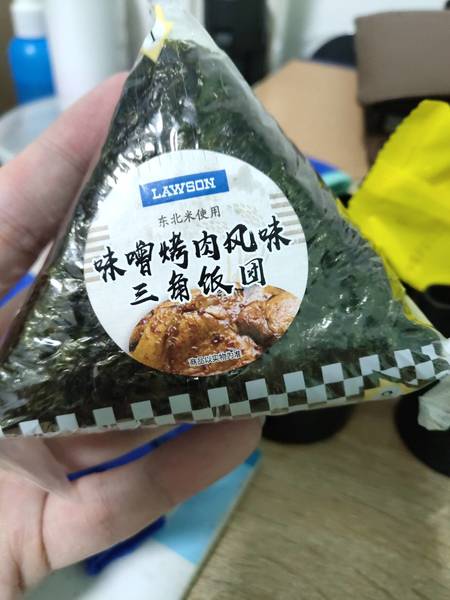 LAWSON
东北米使用
味噌烤肉风味
三角饭团
商品以实物为准